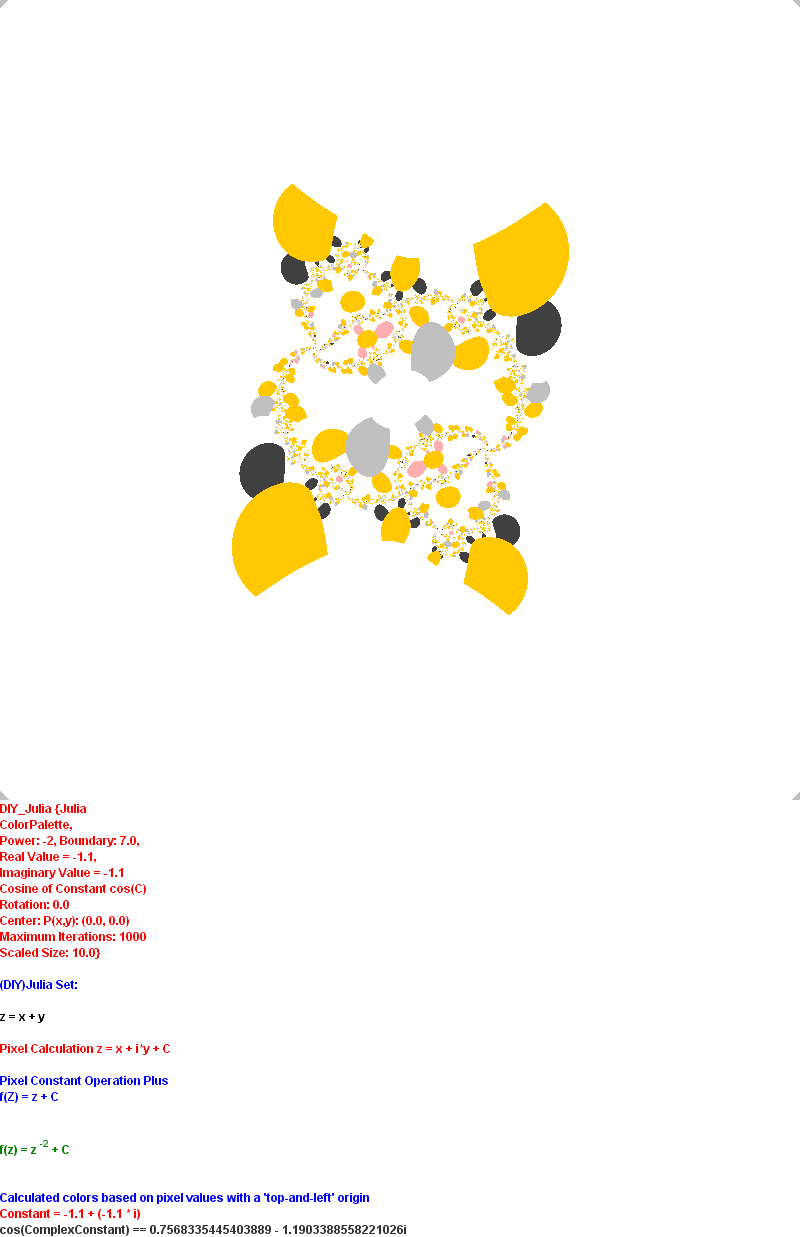 DIY_Julia {Julia
ColorPalette,
Power: -2, Boundary: 7.0,
Real Value = -1.1,
Imaginary Value = -1.1
Cosine of Constant cos(C)
Rotation: 0.0
Center: P(x,y): (0.0, 0.0)
Maximum Iterations: 1000
Scaled Size: 10.0}
(DIY)Julia Set:
z = x + y
Pixel Calculation z = x + i*y + C
Pixel Constant Operation Plus
f(Z) = z + C
f(z) = z -2 + C
Calculated colors based on pixel values with a 'top-and-left' origin
Constant = -1.1 + (-1.1 * i)
cos(ComplexConstant) == 0.7568335445403889 - 1.1903388558221026i